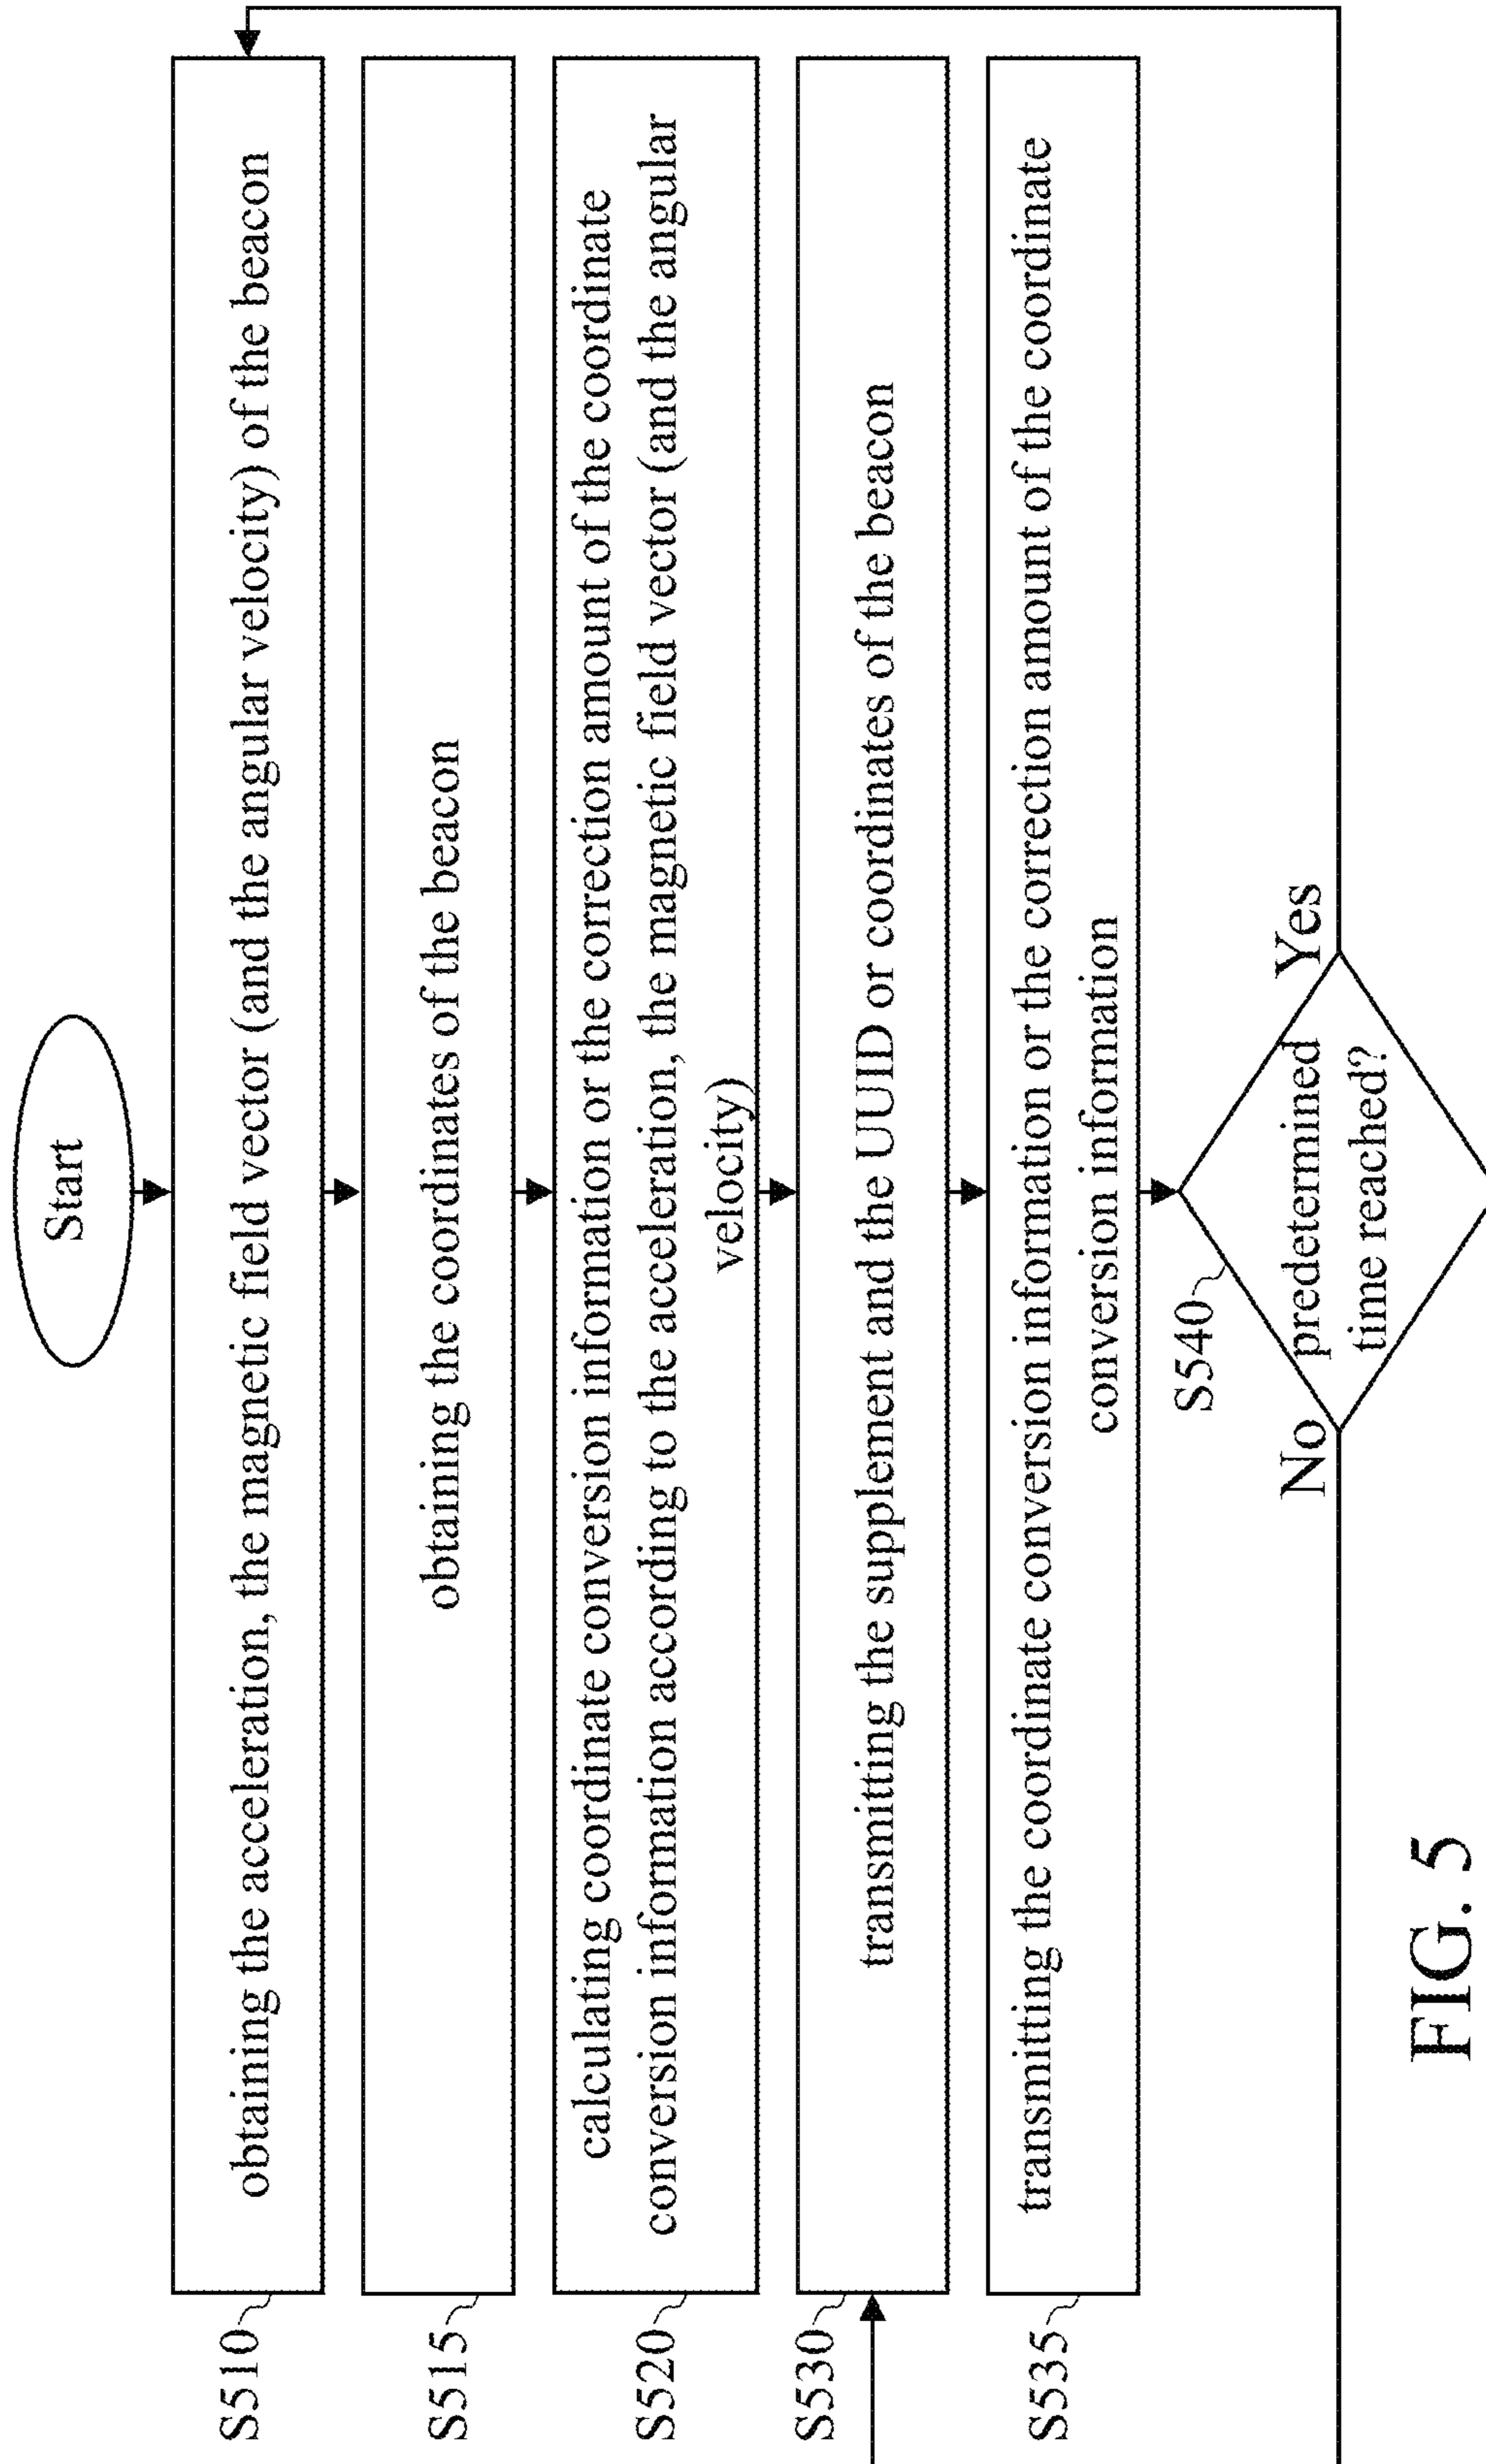 Start
S510
obtaining the acceleration, the magnetic field vector (and the angular velocity) of the beacon
S515
obtaining the coordinates of the beacon
S520
calculating coordinate conversion information or the correction amount of the coordinate
conversion information according to the acceleration, the magnetic field vector (and the angular
velocity)
S530
transmitting the supplement and the UUID or coordinates of the beacon
S535
transmitting the coordinate conversion information or the correction amount of the coordinate
conversion information
S540
No
predetermined
time reached?
Yes
FIG. 5